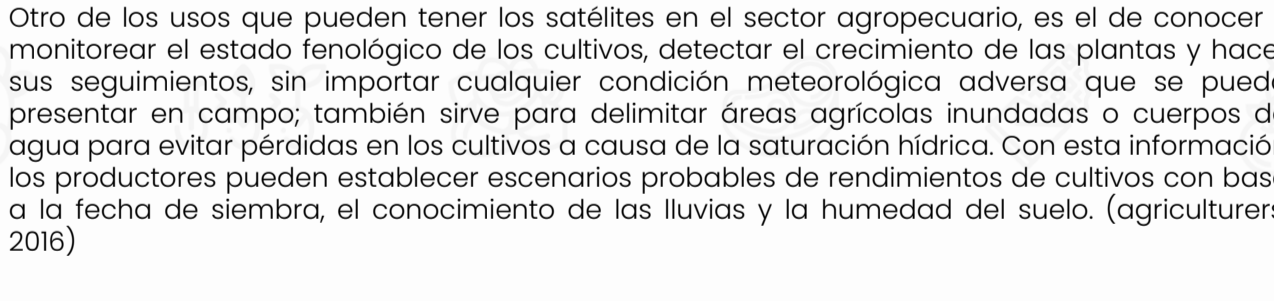 Otro de los usos que pueden tener los satélites en el sector agropecuario, es el de conocer
monitorear el estado fenológico de los cultivos, detectar el crecimiento de las plantas y hace
sus seguimientos, sin importar cualquier condición meteorológica adversa que se pued
presentar en campo; también sirve para delimitar áreas agrícolas inundadas o cuerpos d
agua para evitar pérdidas en los cultivos a causa de la saturación hídrica. Con esta informació
los productores pueden establecer escenarios probables de rendimientos de cultivos con bas
a la fecha de siembra, el conocimiento de las lluvias y la humedad del suelo. (agriculturers
2016)